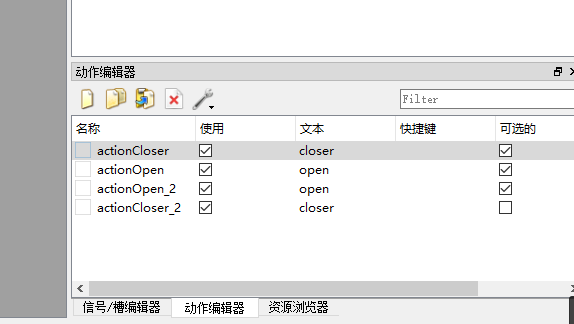 动作编辑器
Filter
名称 使用 文本 快捷键 可选的
actionCloser closer
actionOpen open
actionOpen_2 open
actionCloser_2 closer
信号/槽编辑器 动作编辑器 资源浏览器